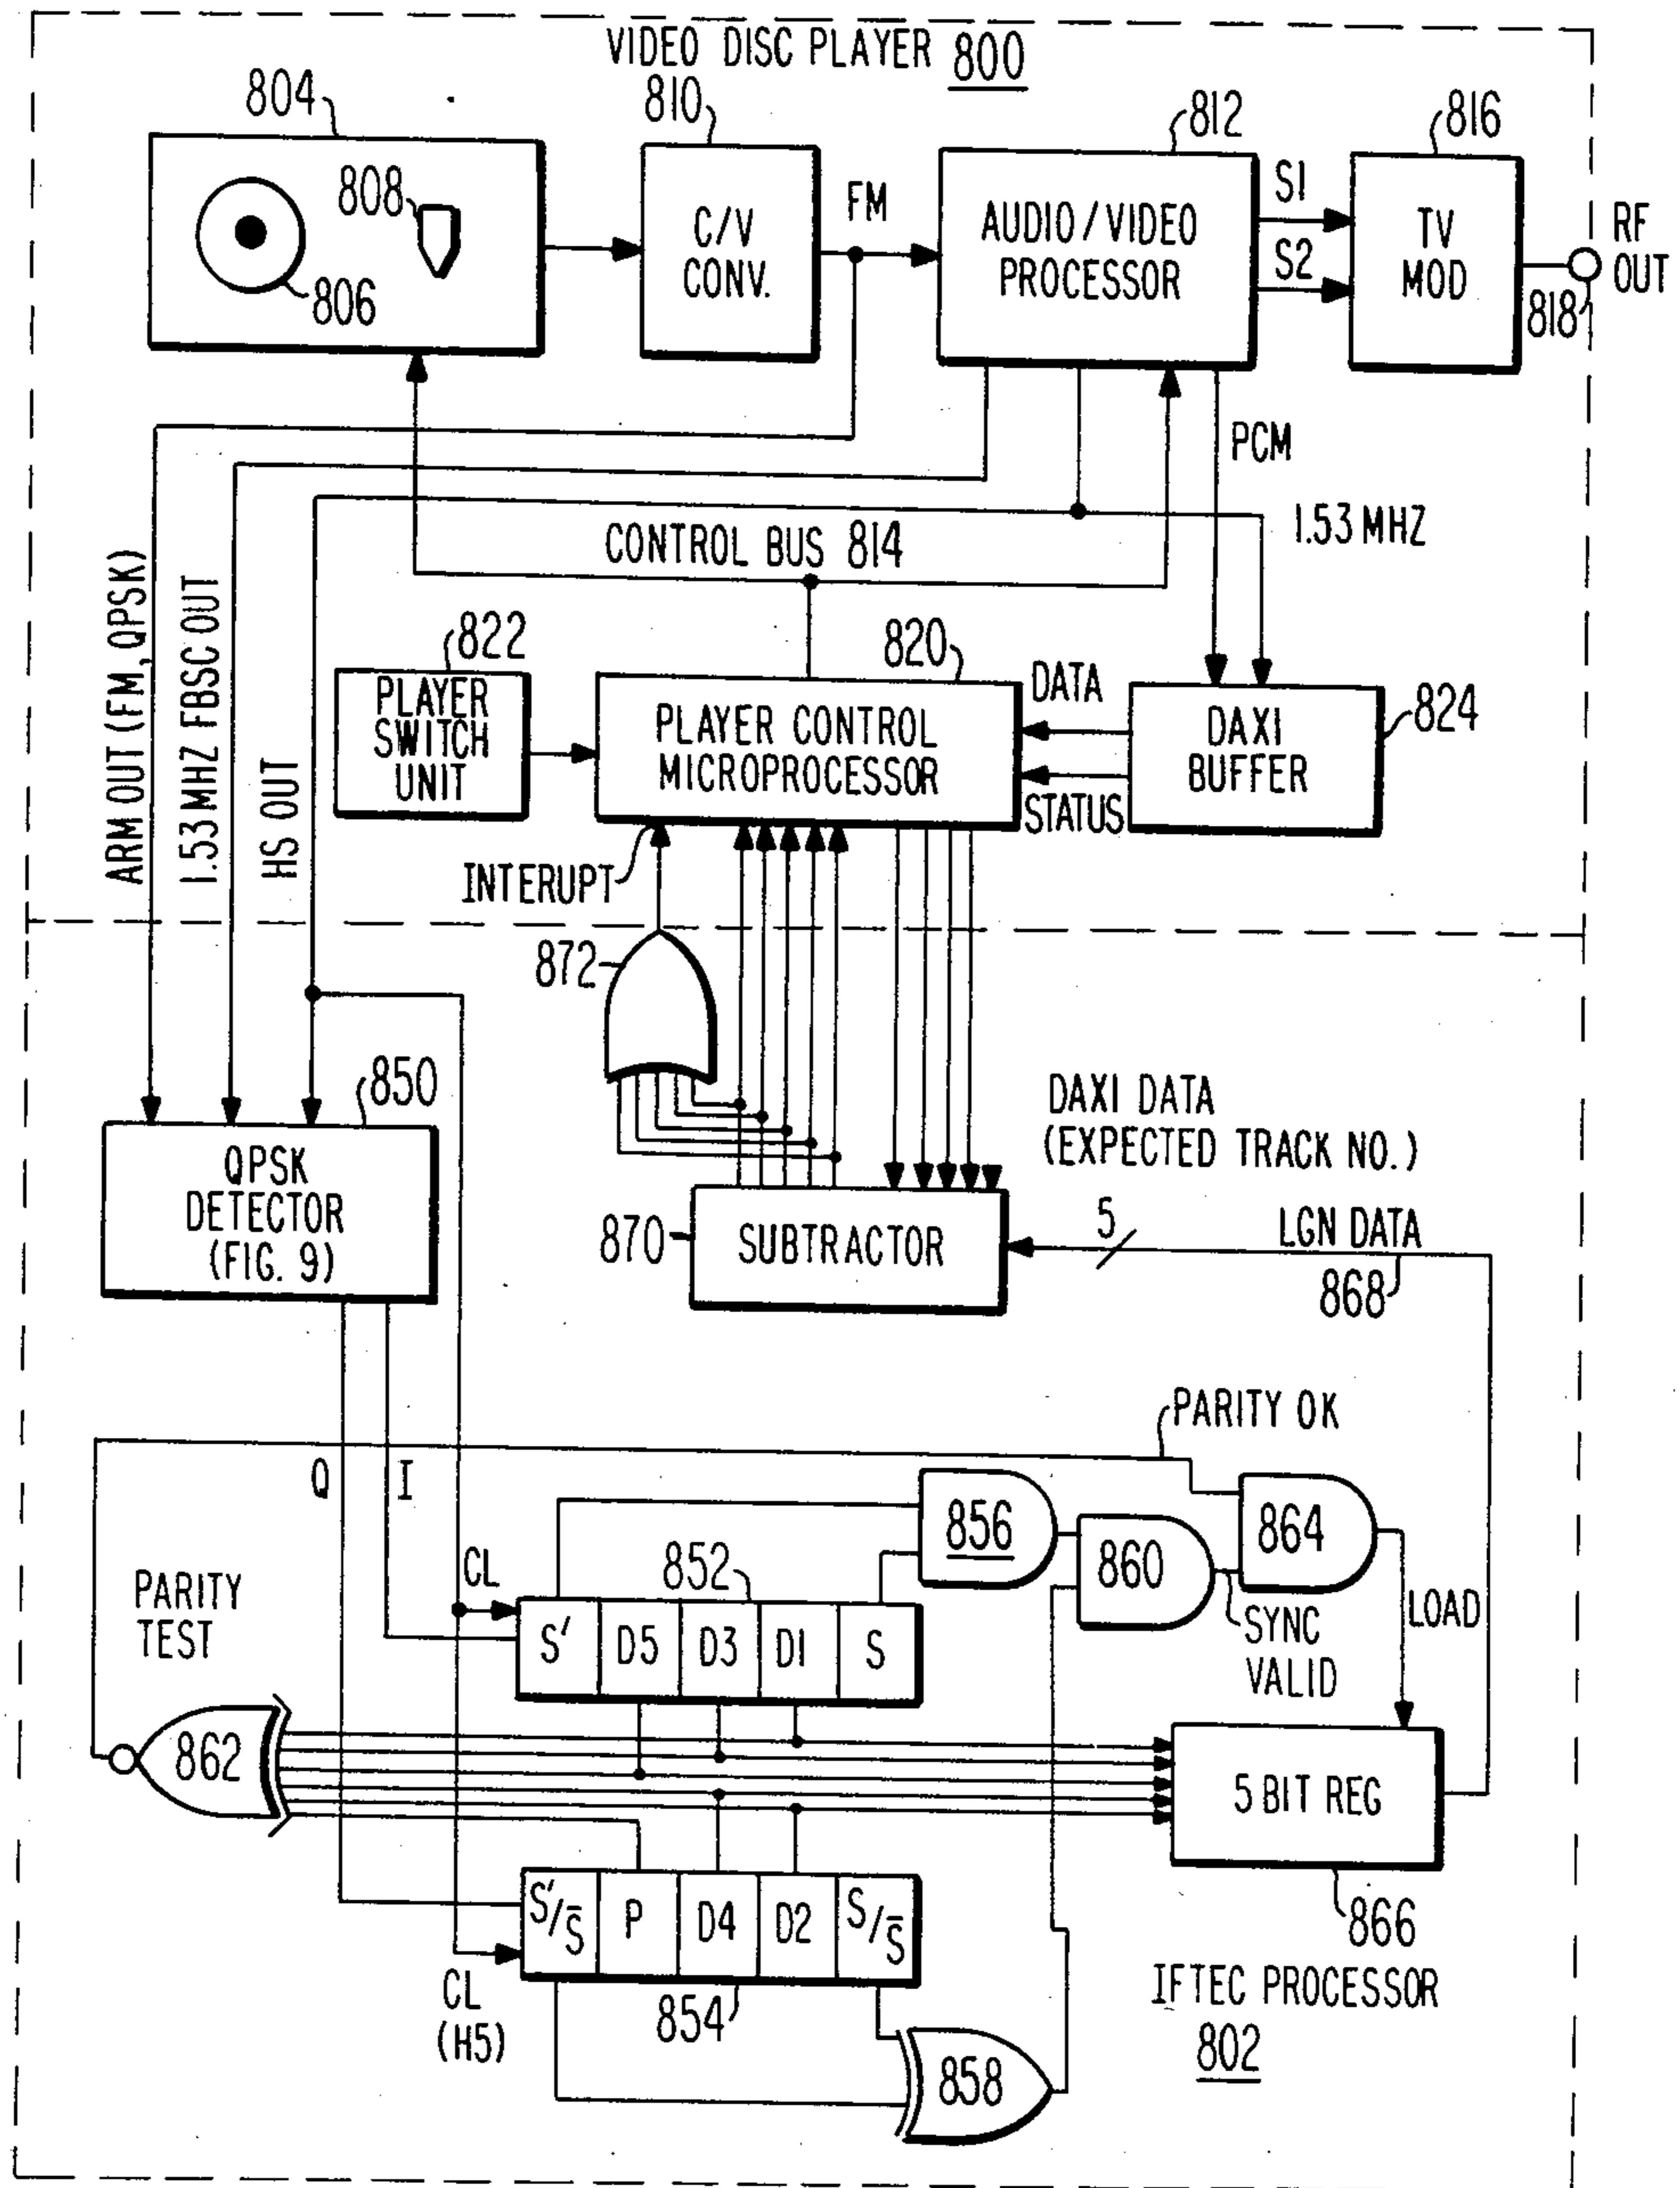 VIDEO DISC PLAYER 800
804
810
812
816
808
806
C/V
CONV.
FM
AUDIO/VIDEO
PROCESSOR
S1
S2
TV
MOD
RF
OUT
818
PCM
1.53 MHZ
CONTROL BUS 814
ARM OUT (FM, QPSK)
1.53 MHZ FBSC OUT
HS OUT
822
PLAYER
SWITCH
UNIT
820
PLAYER CONTROL
MICROPROCESSOR
DATA
STATUS
DAXI
BUFFER
824
INTERUPT
872
850
QPSK
DETECTOR
(FIG. 9)
DAXI DATA
(EXPECTED TRACK NO.)
870
SUBTRACTOR
5
LGN DATA
868
PARITY OK
Q
I
856
860
864
CL
852
PARITY
TEST
S' D5 D3 D1 S
SYNC
VALID
LOAD
862
5 BIT REG
866
S'/S̅ P D4 D2 S/S̅
CL
(H5)
854
858
IFTEC PROCESSOR
802